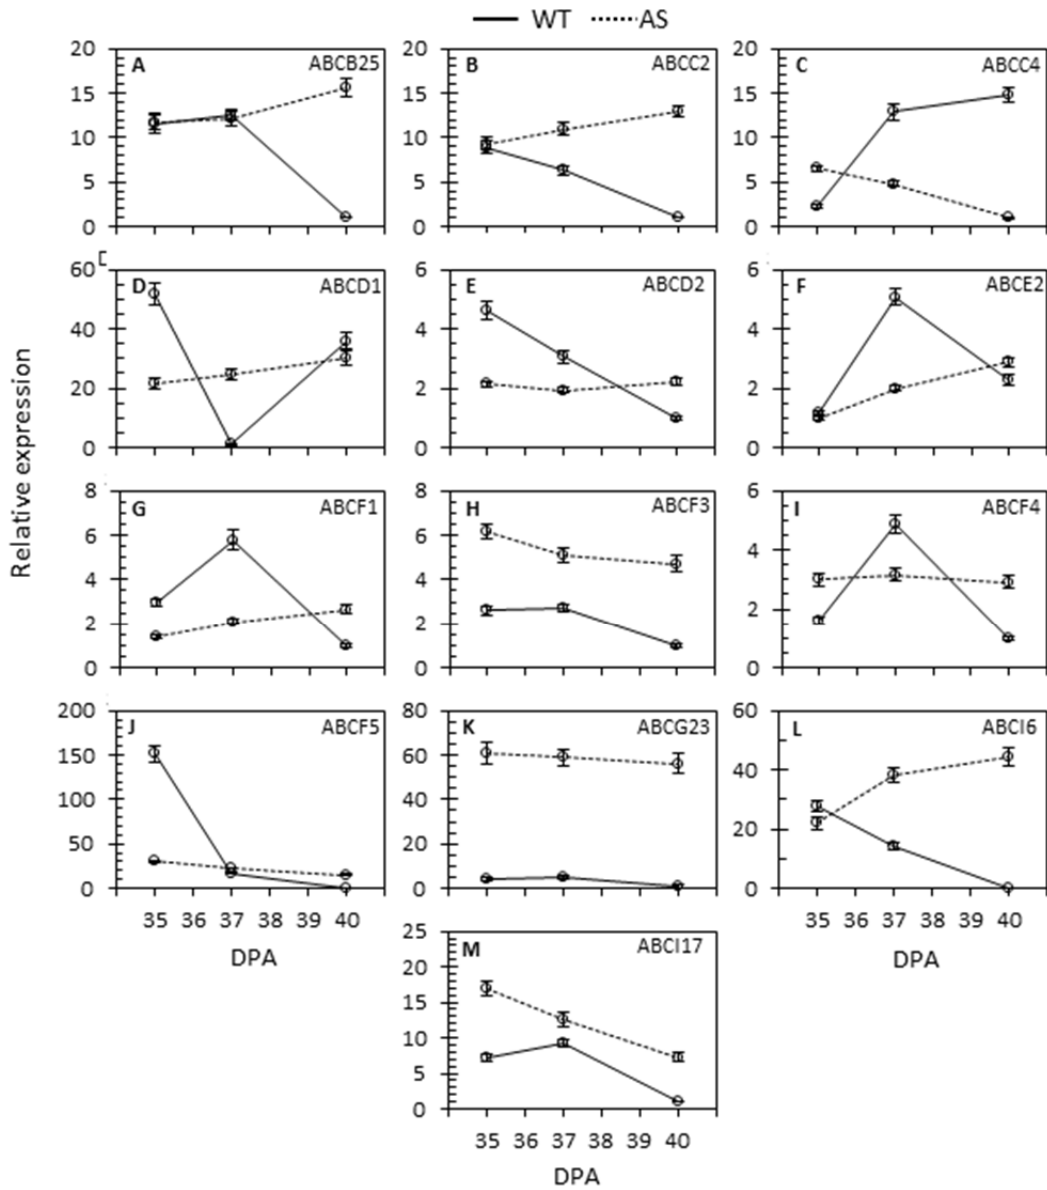 WT AS
A ABCB25
20
15
10
5
0
B ABCC2
20
15
10
5
0
C ABCC4
20
15
10
5
0
D ABCD1
60
40
20
0
E ABCD2
6
4
2
0
F ABCE2
6
4
2
0
G ABCF1
8
6
4
2
0
H ABCF3
8
6
4
2
0
I ABCF4
6
4
2
0
J ABCF5
200
150
100
50
0
35 36 37 38 39 40
DPA
K ABCG23
80
60
40
20
0
L ABCI6
60
40
20
0
35 36 37 38 39 40
DPA
M ABCI17
25
20
15
10
5
0
35 37 38 39 40
DPA
Relative expression